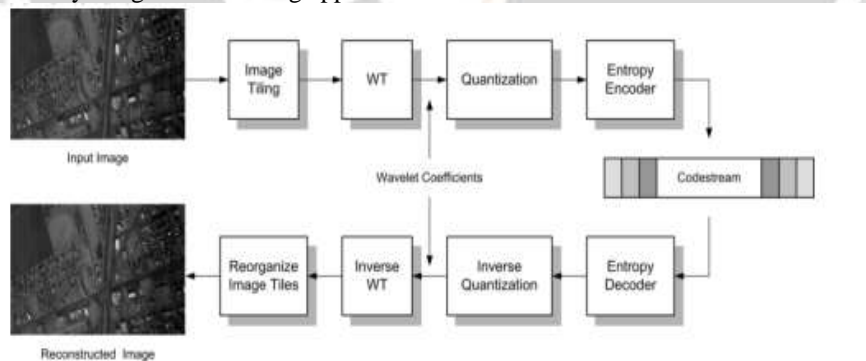 Image
Tiling
WT
Quantization
Entropy
Encoder
Input Image
Wavelet Coefficients
Codestream
Reorganize
Image Tiles
Inverse
WT
Inverse
Quantization
Entropy
Decoder
Reconstructed Image